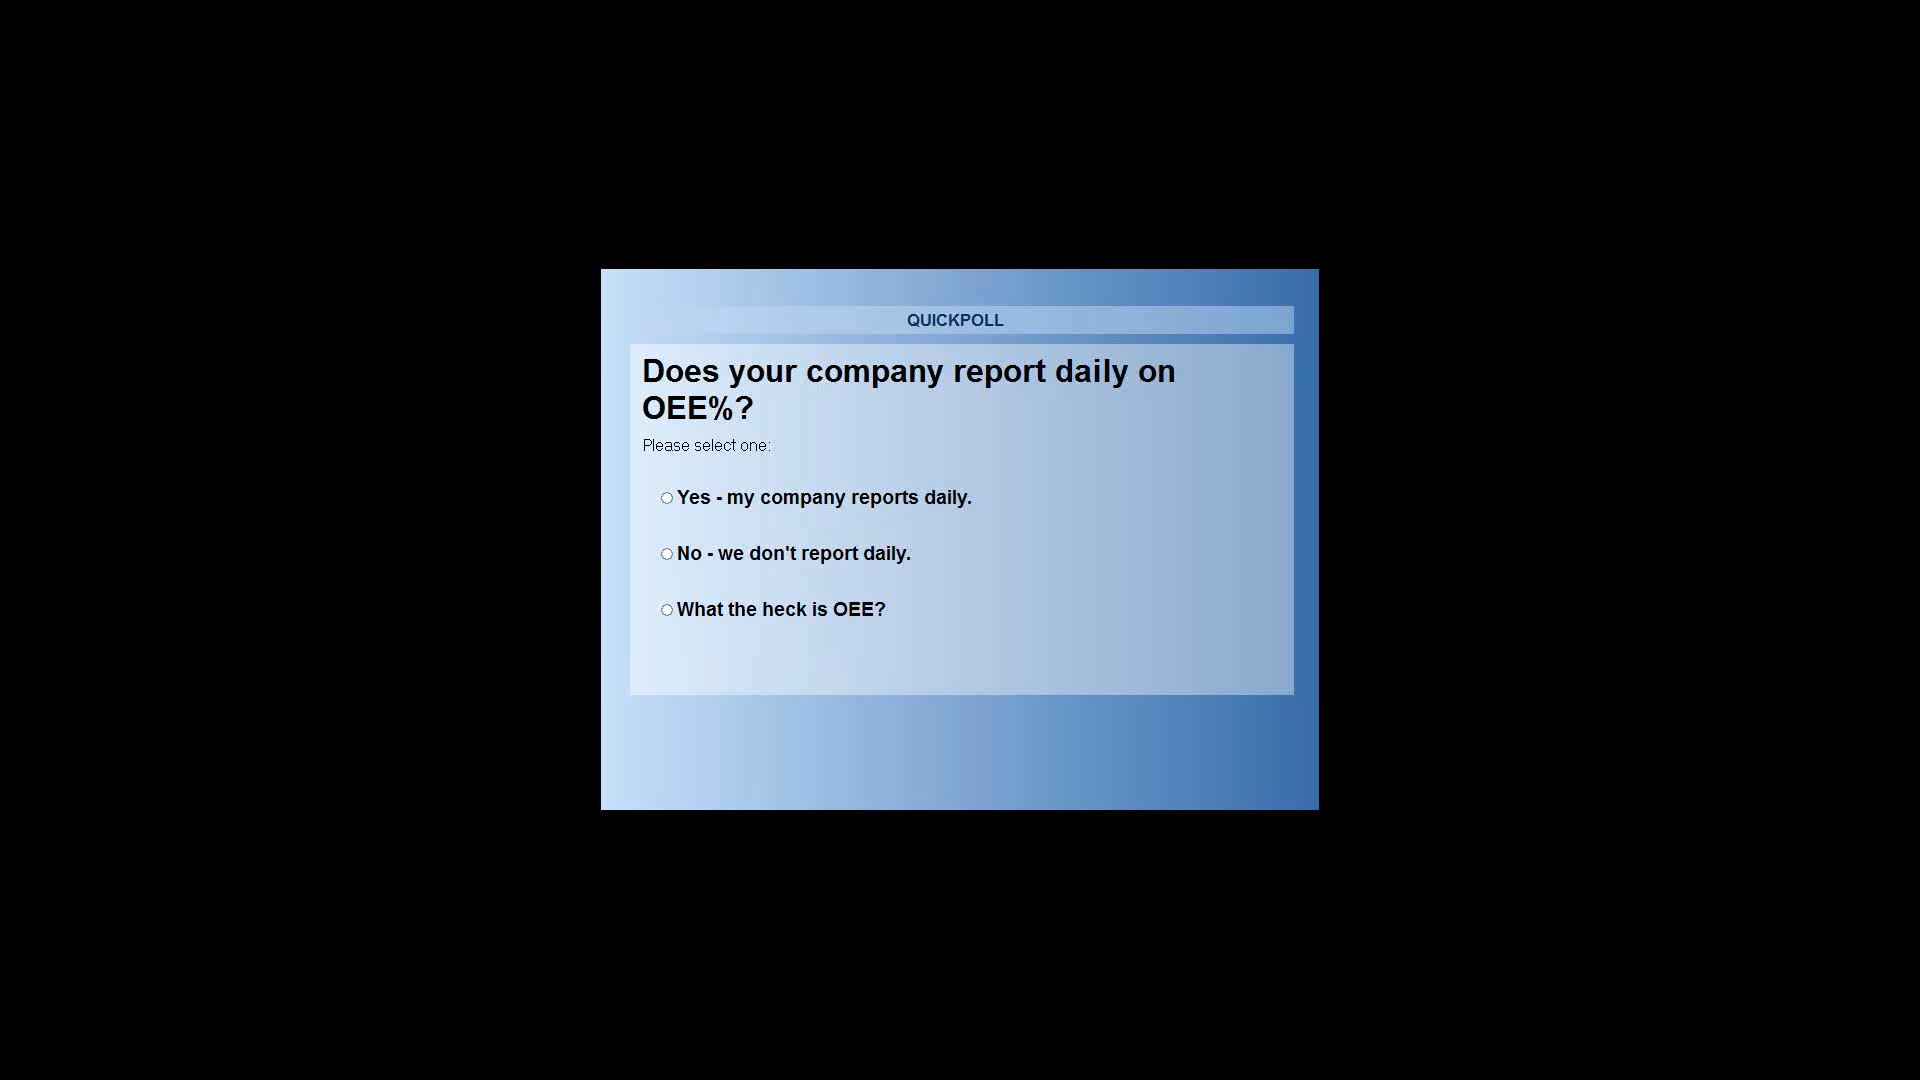 QUICKPOLL
Does your company report daily on
OEE%?
Please select one:
Yes - my company reports daily.
No - we don't report daily.
What the heck is OEE?